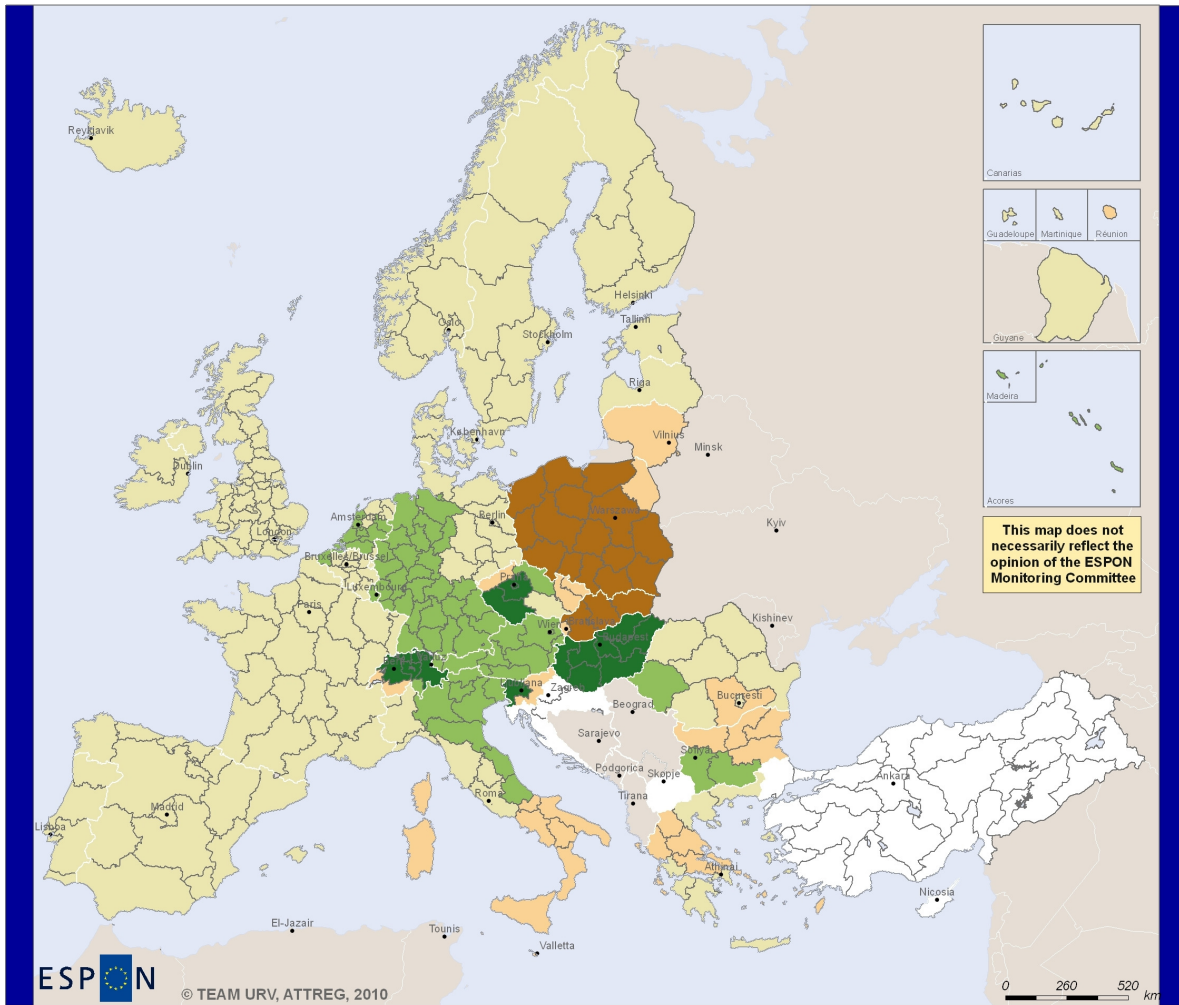 Reykjavik
Canarias
Guadeloupe
Martinique
Réunion
Guyane
Madeira
Acores
This map does not
necessarily reflect the
opinion of the ESPON
Monitoring Committee
Helsinki
Tallinn
Oslo
Stockholm
Riga
København
Vilnius
Minsk
Dublin
Amsterdam
Berlin
Warszawa
London
Kyiv
Bruxelles/Brussel
Luxembourg
Paris
Kishinev
Wien
Bratislava
Budapest
Ljubljana
Zagreb
Bucuresti
Beograd
Sarajevo
Sofiya
Podgorica
Skopje
Ankara
Roma
Tirana
Madrid
Lisboa
Athinai
Nicosia
El-Jazair
Tounis
Valletta
ESPON
© TEAM URV, ATTREG, 2010
0 260 520
km